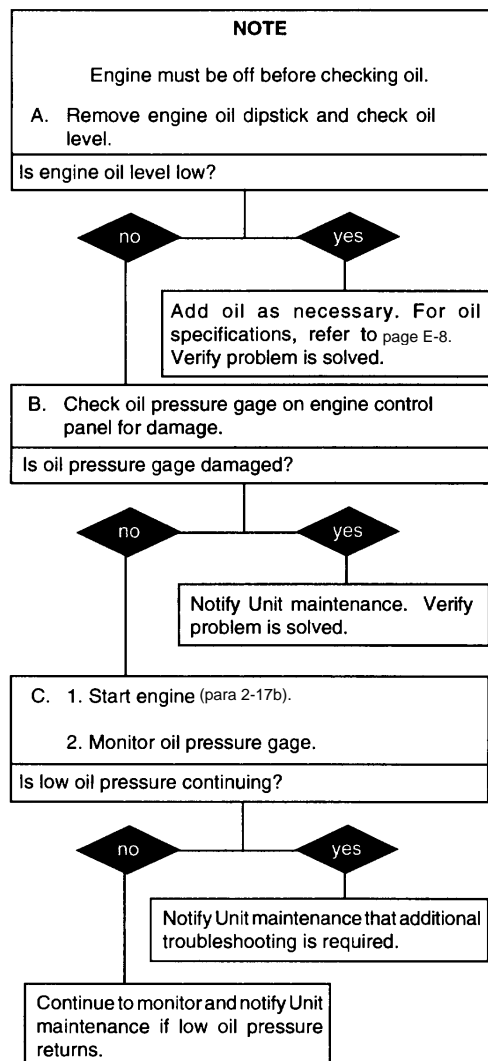 NOTE
Engine must be off before checking oil.
A. Remove engine oil dipstick and check oil
level.
Is engine oil level low?
no
yes
Add oil as necessary. For oil
specifications, refer to page E-8.
Verify problem is solved.
B. Check oil pressure gage on engine control
panel for damage.
Is oil pressure gage damaged?
no
yes
Notify Unit maintenance. Verify
problem is solved.
C. 1. Start engine (para 2-17b).
2. Monitor oil pressure gage.
Is low oil pressure continuing?
no
yes
Notify Unit maintenance that additional
troubleshooting is required.
Continue to monitor and notify Unit
maintenance if low oil pressure
returns.